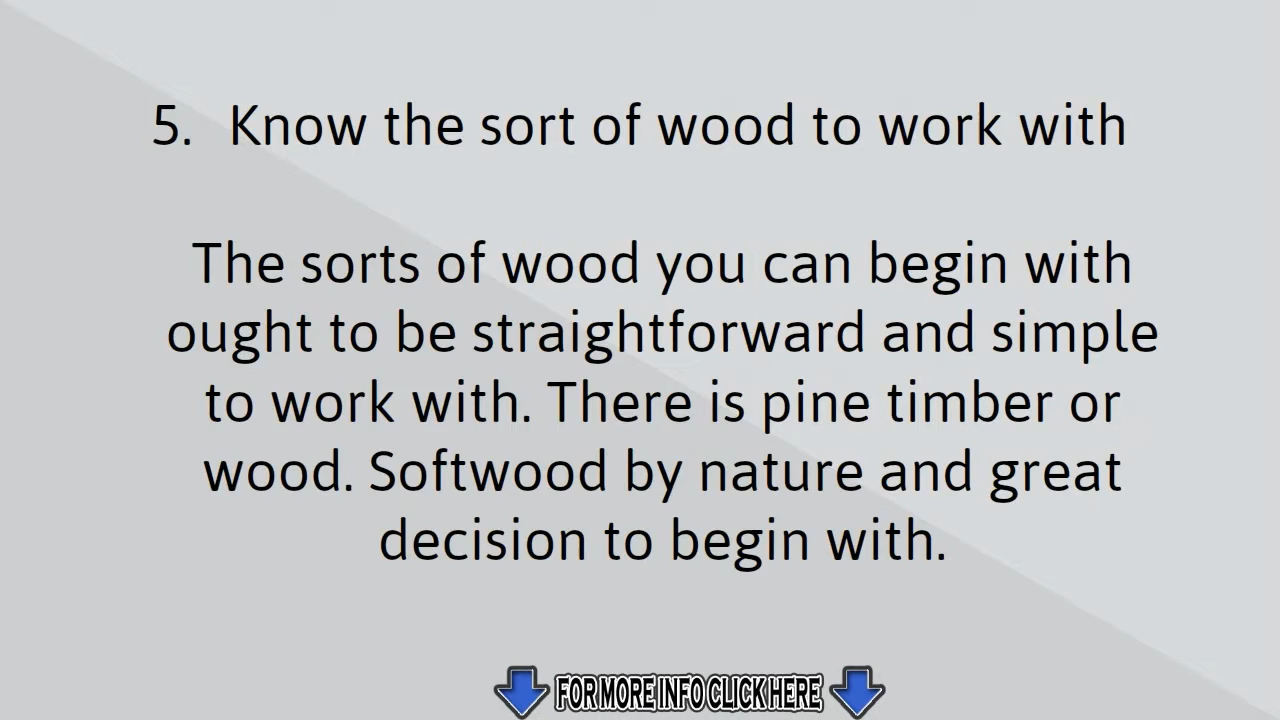 5. Know the sort of wood to work with
The sorts of wood you can begin with
ought to be straightforward and simple
to work with. There is pine timber or
wood. Softwood by nature and great
decision to begin with.
FOR MORE INFO CLICK HERE